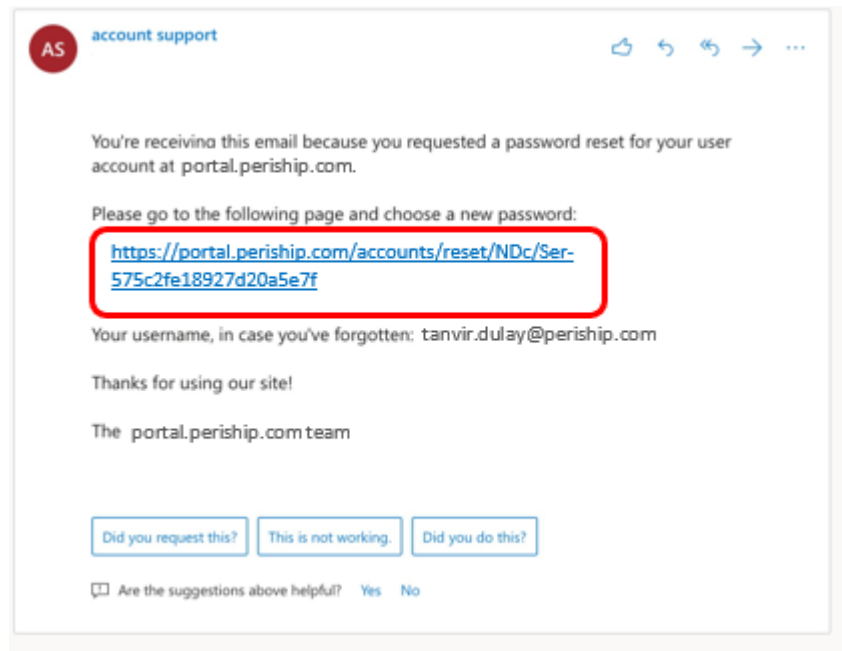 account support
AS
You're receiving this email because you requested a password reset for your user
account at portal.periship.com.
Please go to the following page and choose a new password:
https://portal.periship.com/accounts/reset/NDc/Ser-
575c2fe18927d20a5e7f
Your username, in case you've forgotten: tanvir.dulay@periship.com
Thanks for using our site!
The portal.periship.com team
Did you request this? This is not working. Did you do this?
Are the suggestions above helpful? Yes No